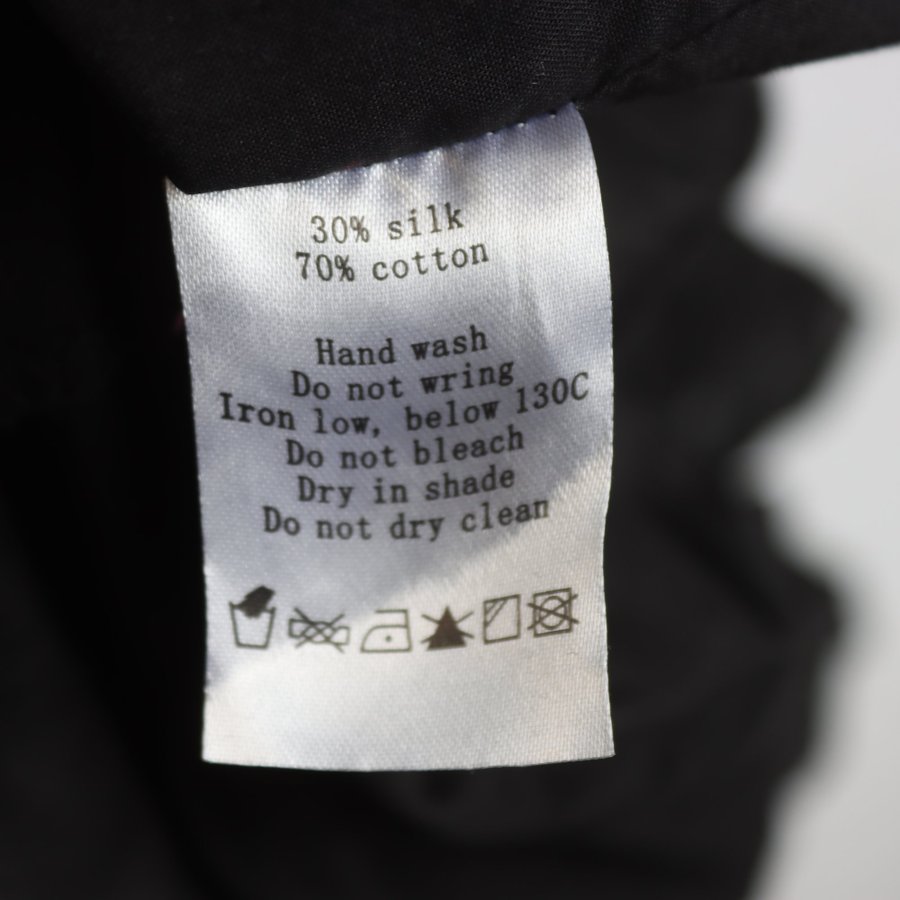 30% silk
70% cotton
Hand wash
Do not wring
Iron low, below 130C
Do not bleach
Dry in shade
Do not dry clean